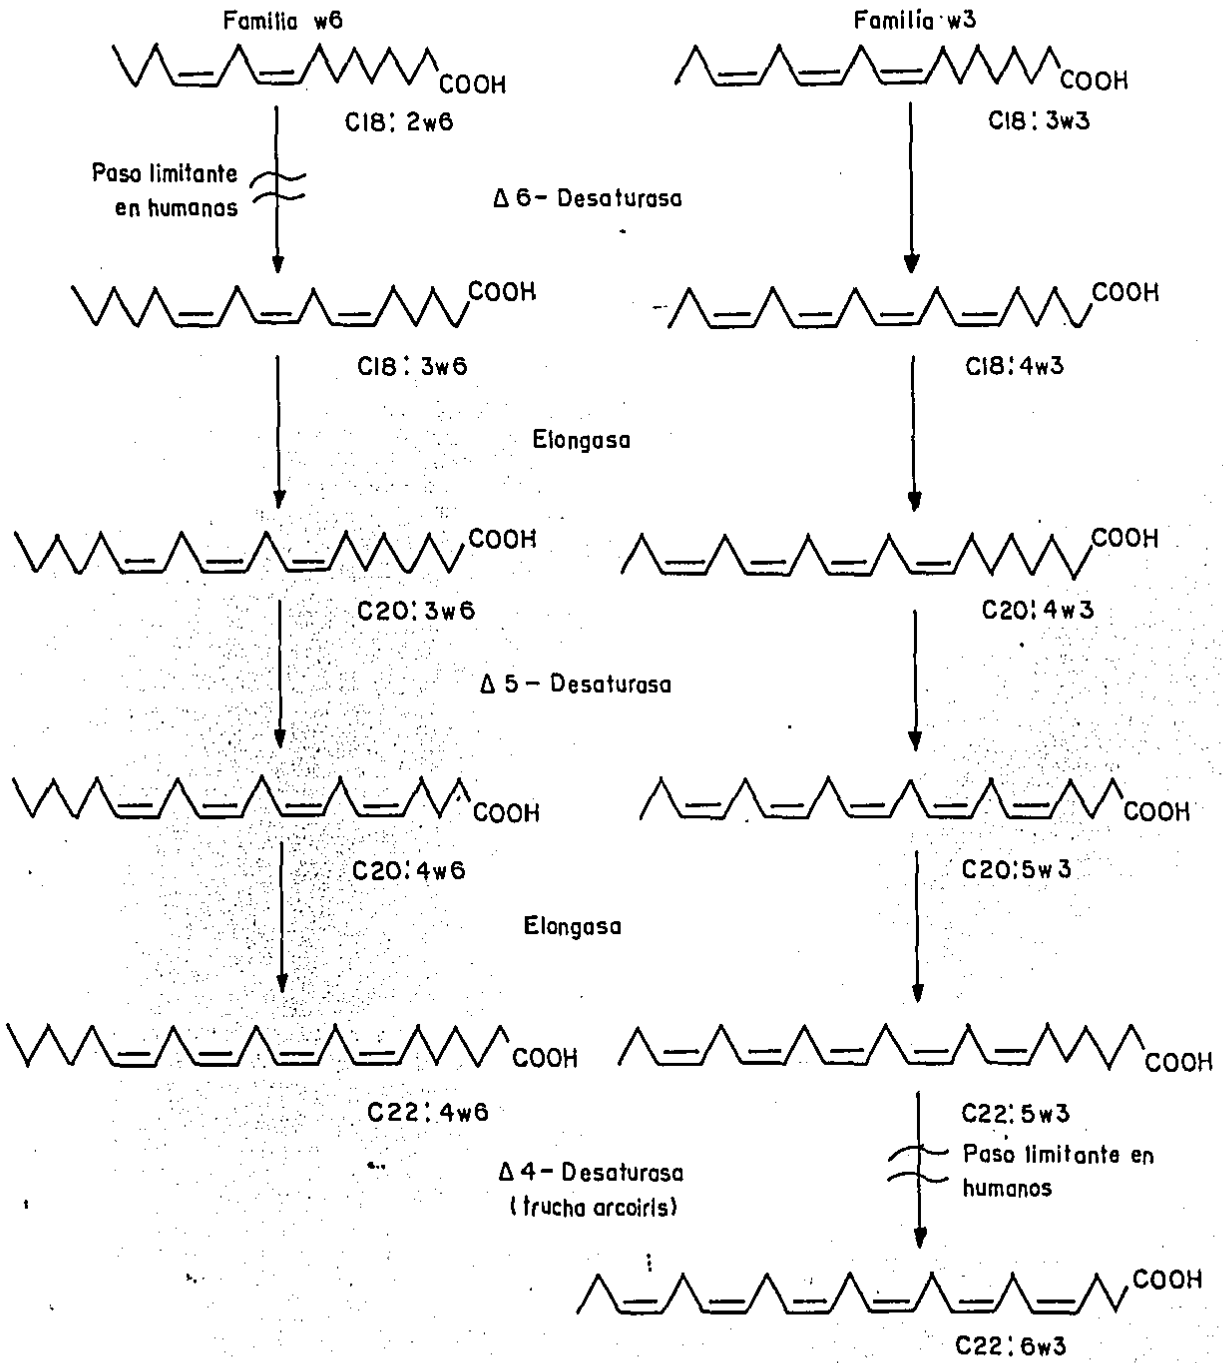 Familia w6
Familia w3
COOH
COOH
C18:2w6
C18:3w3
Paso limitante
en humanos
Δ 6- Desaturasa
COOH
COOH
C18:3w6
C18:4w3
Elongasa
COOH
COOH
C20:3w6
C20:4w3
Δ 5- Desaturasa
COOH
COOH
C20:4w6
C20:5w3
Elongasa
COOH
COOH
C22:4w6
C22:5w3
Δ 4- Desaturasa
(trucha arcoiris)
Paso limitante en
humanos
COOH
C22:6w3